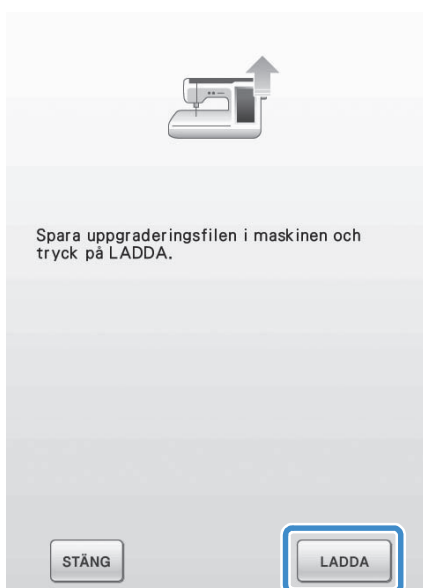 Spara uppgraderingsfilen i maskinen och
tryck på LADDA.
STÄNG
LADDA